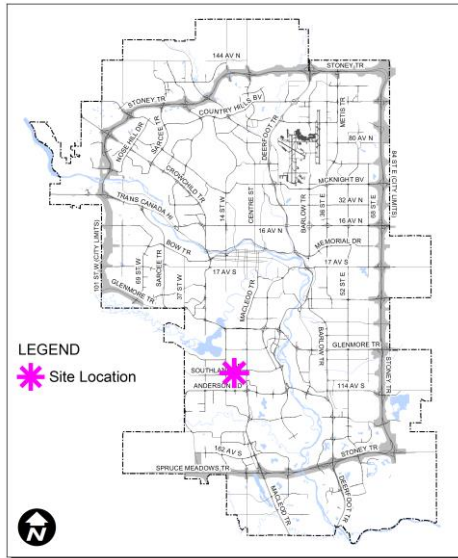 144 AV N
STONEY TR
STONEY TR
COUNTRY HILLS BV
METIS TR
NOSE HILL DR
SARCEE TR
DEERFOOT TR
80 AV N
84 ST E (CITY LIMITS)
CROWCHILD TR
MCKNIGHT BV
TRANS CANADA HI
14 ST W
CENTRE ST
BARLOW TR
36 ST E
32 AV N
68 ST E
16 AV N
16 AV N
101 ST W (CITY LIMITS)
BOW TR
MEMORIAL DR
17 AV S
17 AV S
69 ST W
SARCEE TR
37 ST W
MACLEOD TR
52 ST E
GLENMORE TR
BARLOW TR
GLENMORE TR
LEGEND
Site Location
SOUTHLAN
ANDERSON RD
114 AV S
STONEY TR
162 AV S
STONEY TR
SPRUCE MEADOWS TR
MACLEOD TR
DEERFOOT TR
N